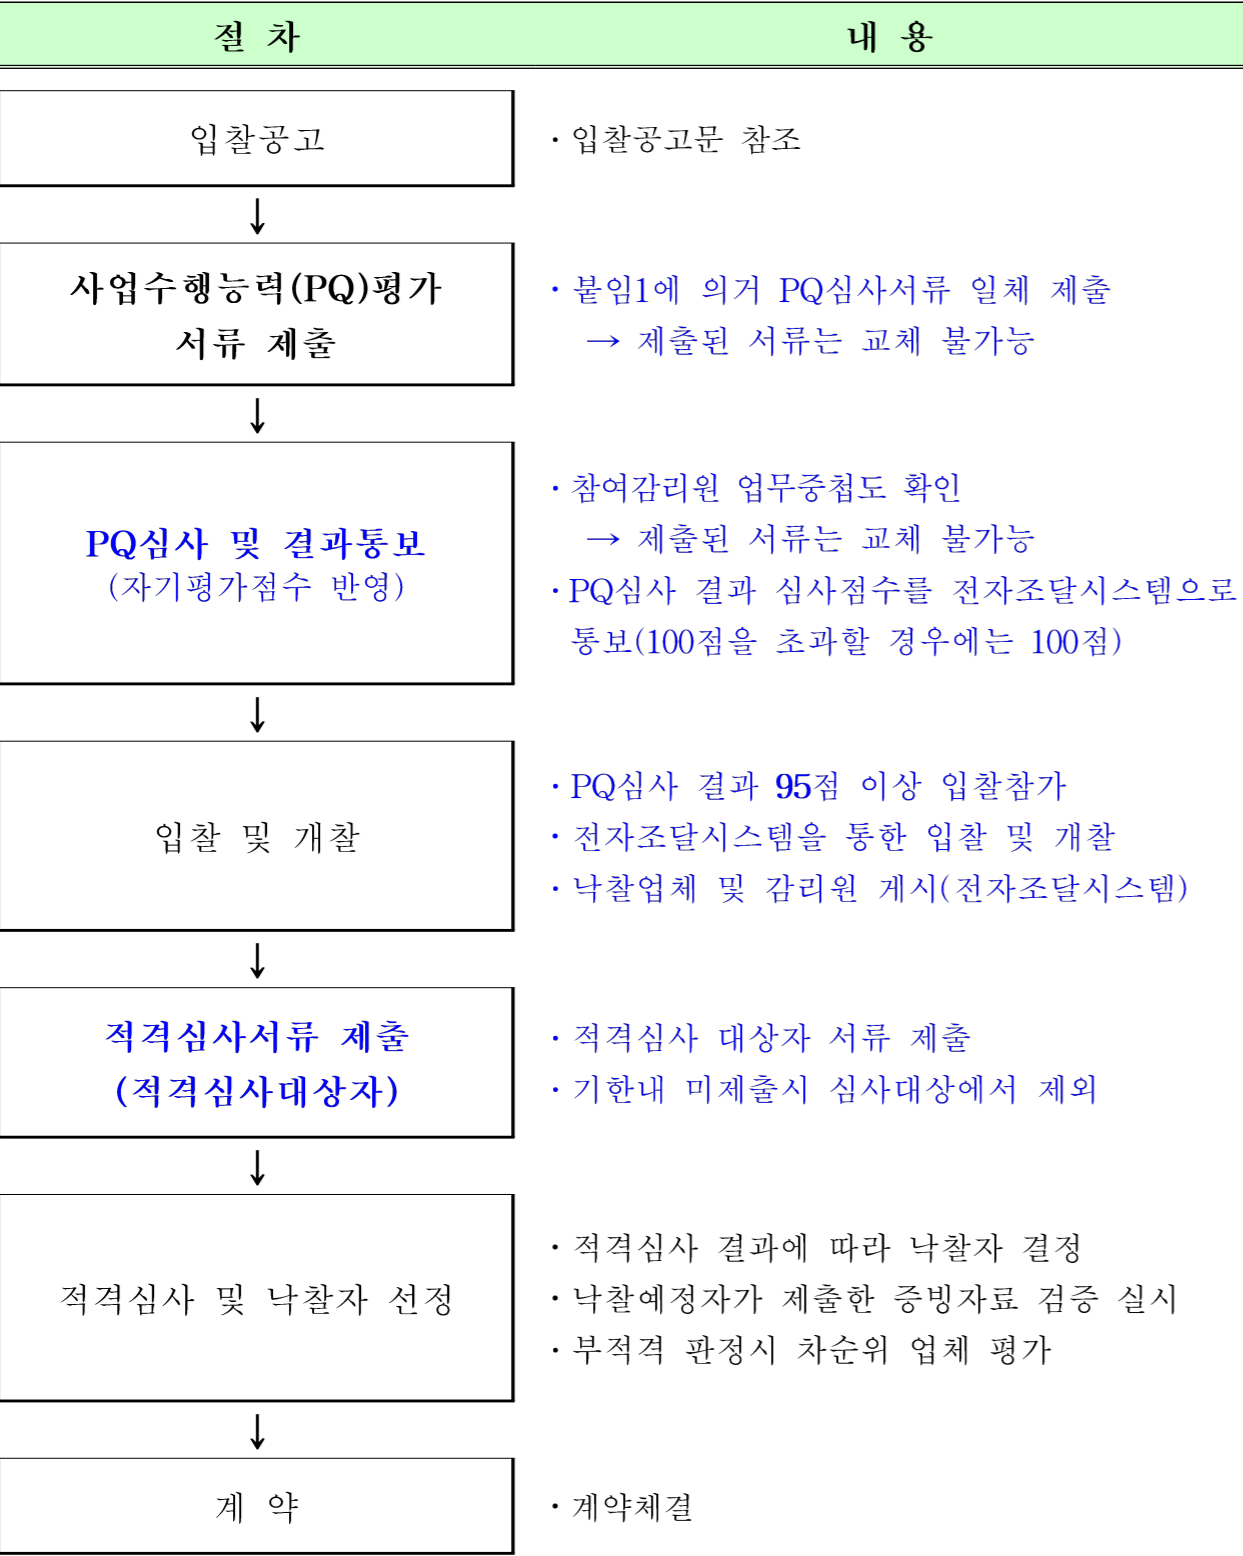 절 차
내 용
입찰공고
· 입찰공고문 참조
↓
사업수행능력(PQ)평가
서류 제출
· 붙임1에 의거 PQ심사서류 일체 제출
→ 제출된 서류는 교체 불가능
↓
PQ심사 및 결과통보
(자기평가점수 반영)
· 참여감리원 업무중첩도 확인
→ 제출된 서류는 교체 불가능
· PQ심사 결과 심사점수를 전자조달시스템으로
통보(100점을 초과할 경우에는 100점)
↓
입찰 및 개찰
· PQ심사 결과 95점 이상 입찰참가
· 전자조달시스템을 통한 입찰 및 개찰
· 낙찰업체 및 감리원 게시(전자조달시스템)
↓
적격심사서류 제출
(적격심사대상자)
· 적격심사 대상자 서류 제출
· 기한내 미제출시 심사대상에서 제외
↓
적격심사 및 낙찰자 선정
· 적격심사 결과에 따라 낙찰자 결정
· 낙찰예정자가 제출한 증빙자료 검증 실시
· 부적격 판정시 차순위 업체 평가
↓
계 약
· 계약체결